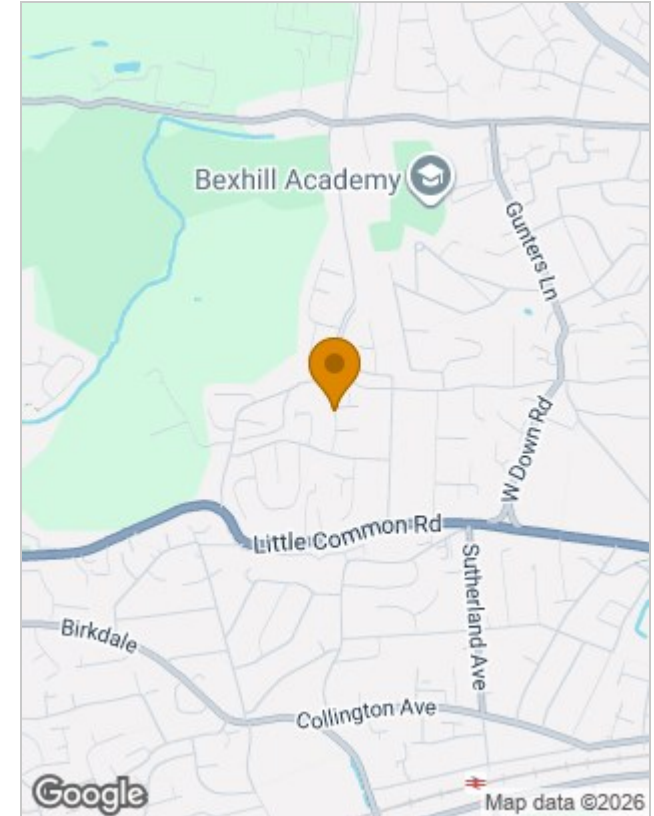 Bexhill Academy
Gunters Ln
W Down Rd
Little Common Rd
Sutherland Ave
Birkdale
Collington Ave
Google
Map data ©2026